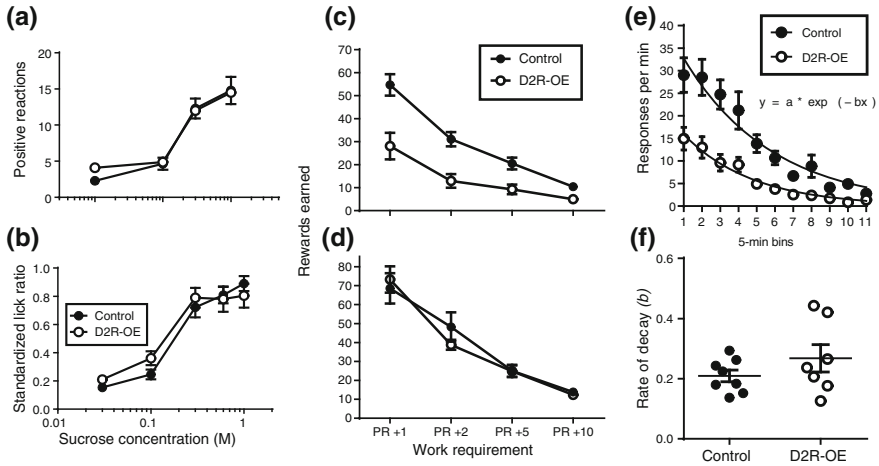 (a)
Positive reactions
20
15
10
5
0
(b)
Standardized lick ratio
1.0
0.8
0.6
0.4
0.2
0.0
Control
D2R-OE
0.01
0.1
1
Sucrose concentration (M)
(c)
Rewards earned
70
60
50
40
30
20
10
0
Control
D2R-OE
(d)
80
70
60
50
40
30
20
10
0
PR +1
PR +2
PR +5
PR +10
Work requirement
(e)
Responses per min
40
35
30
25
20
15
10
5
0
Control
D2R-OE
y = a * exp (-bx)
1 2 3 4 5 6 7 8 9 10 11
5-min bins
(f)
Rate of decay (b)
0.6
0.4
0.2
0.0
Control
D2R-OE